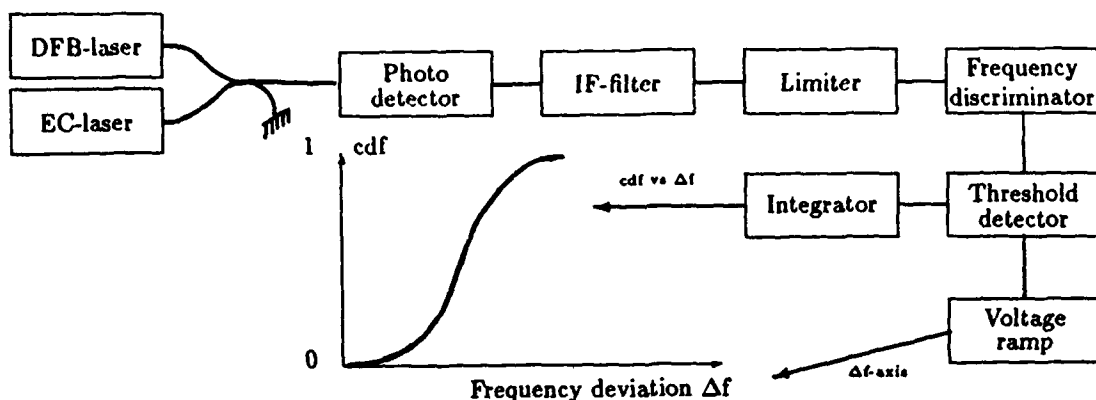 DFB-laser
EC-laser
Photo
detector
IF-filter
Limiter
Frequency
discriminator
1
cdf
cdf vs Δf
Integrator
Threshold
detector
0
Voltage
ramp
Δf-axis
Frequency deviation Δf